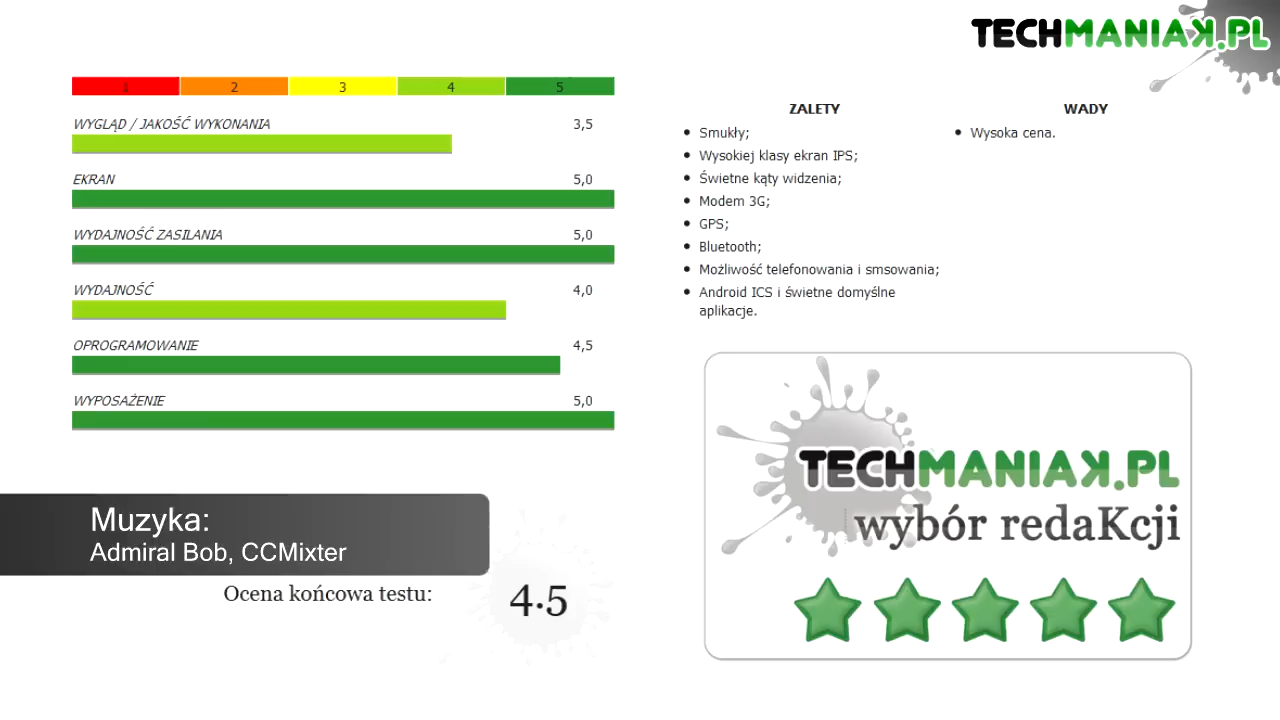 TECHMANIAK.PL
1 2 3 4 5
WYGLĄD / JAKOŚĆ WYKONANIA 3,5
EKRAN 5,0
WYDAJNOŚĆ ZASILANIA 5,0
WYDAJNOŚĆ 4,0
OPROGRAMOWANIE 4,5
WYPOSAŻENIE 5,0
ZALETY
Smukły;
Wysokiej klasy ekran IPS;
Świetne kąty widzenia;
Modem 3G;
GPS;
Bluetooth;
Możliwość telefonowania i smsowania;
Android ICS i świetne domyślne
aplikacje.
WADY
Wysoka cena.
Muzyka:
Admiral Bob, CCMixter
Ocena końcowa testu: 4.5
TECHMANIAK.PL
wybór redaKcji